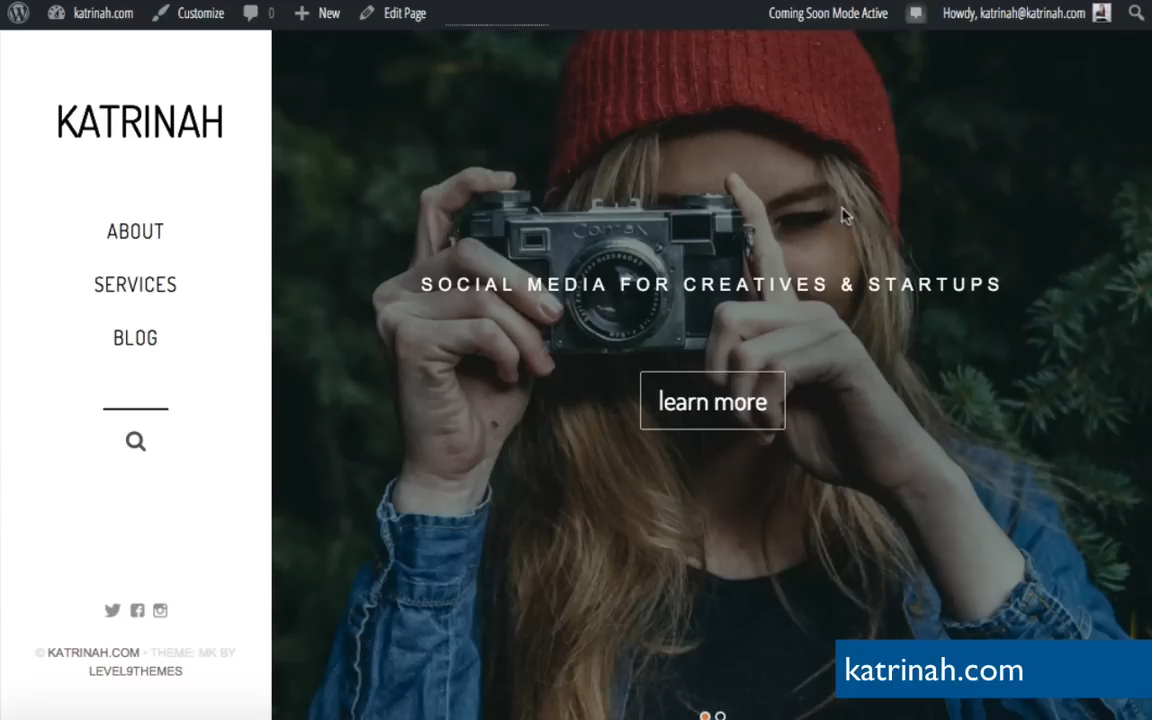 katrinah.com Customize 0 New Edit Page Coming Soon Mode Active Howdy, katrinah@katrinah.com
KATRINAH
ABOUT
SERVICES
BLOG
© KATRINAH.COM • THEME: MK BY
LEVEL9THEMES
Contax
SOCIAL MEDIA FOR CREATIVES & STARTUPS
learn more
katrinah.com